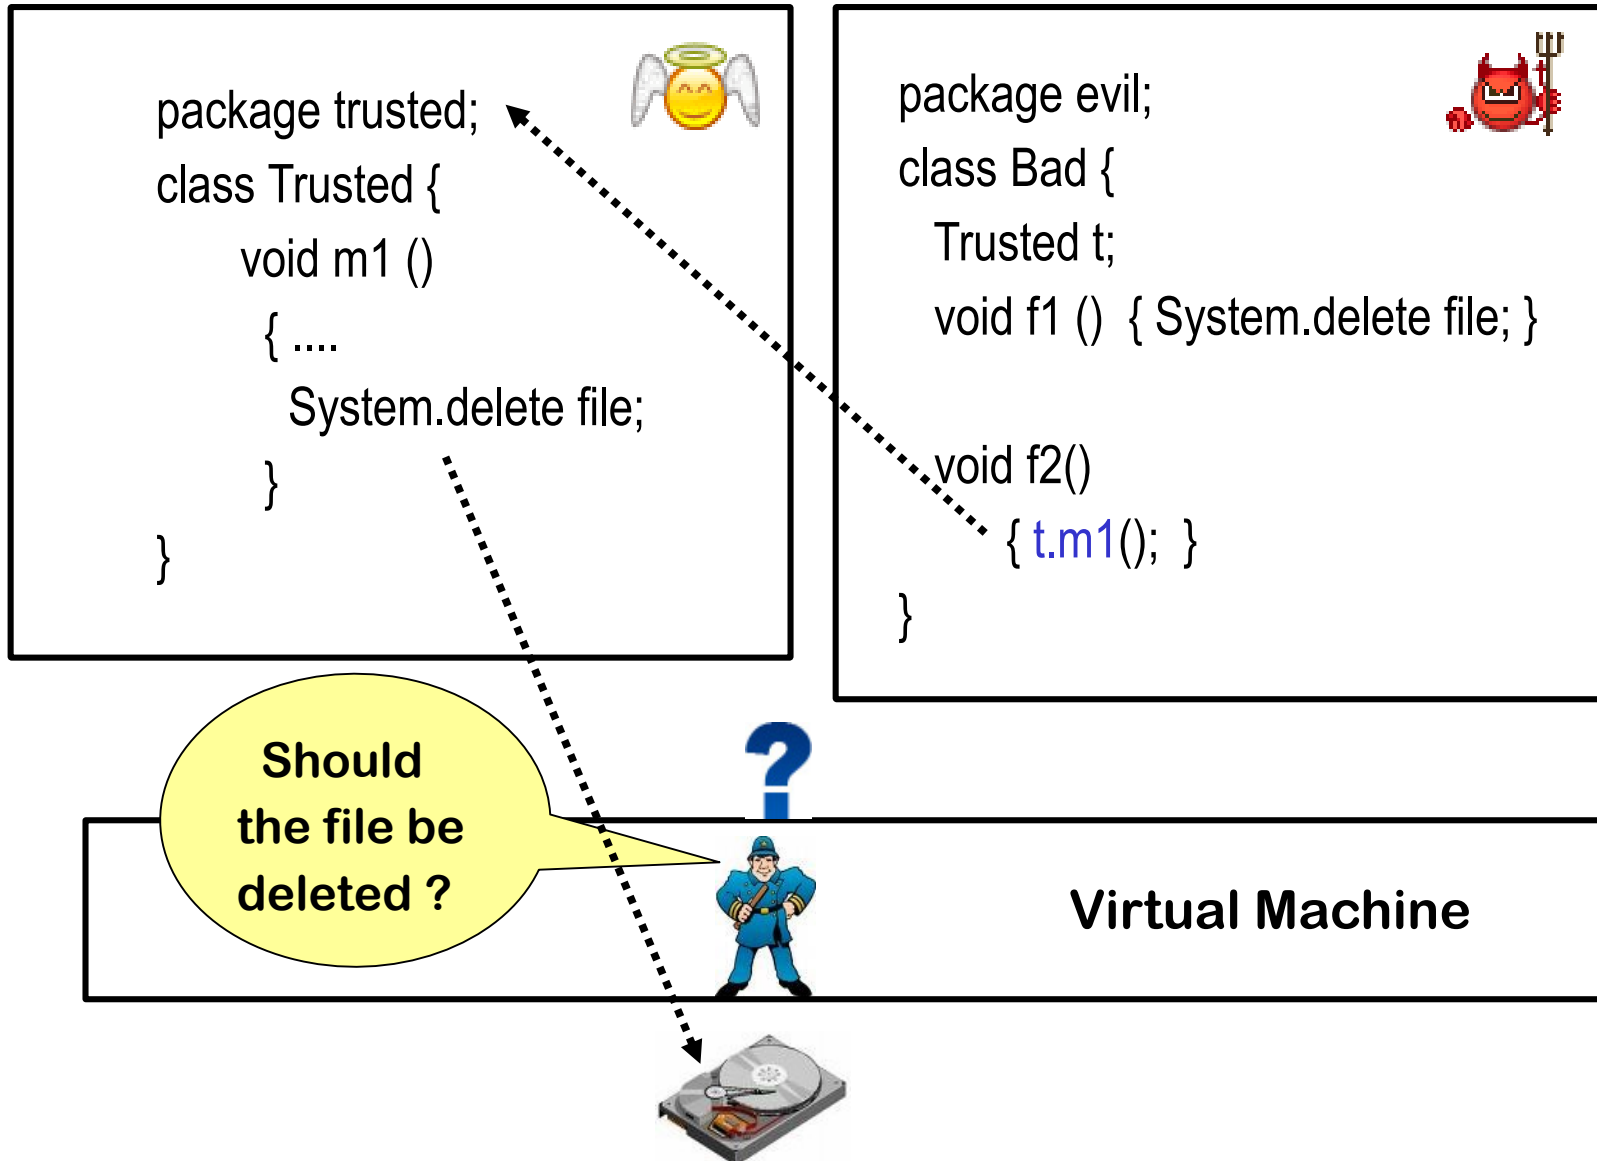 package trusted;
class Trusted {
void m1 ()
{ ....
System.delete file;
}
}
package evil;
class Bad {
Trusted t;
void f1 () { System.delete file; }
void f2()
{ t.m1(); }
}
Should
the file be
deleted ?
?
Virtual Machine